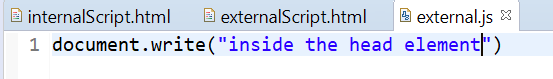 internalScript.html externalScript.html external.js
1 document.write("inside the head element")